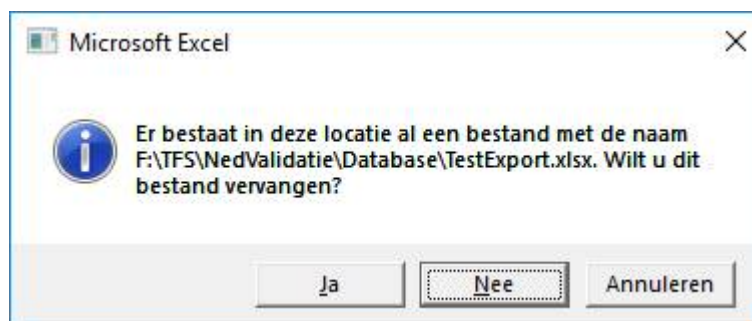 Microsoft Excel
Er bestaat in deze locatie al een bestand met de naam
F:\TFS\NedValidatie\Database\TestExport.xlsx. Wilt u dit
bestand vervangen?
Ja
Nee
Annuleren